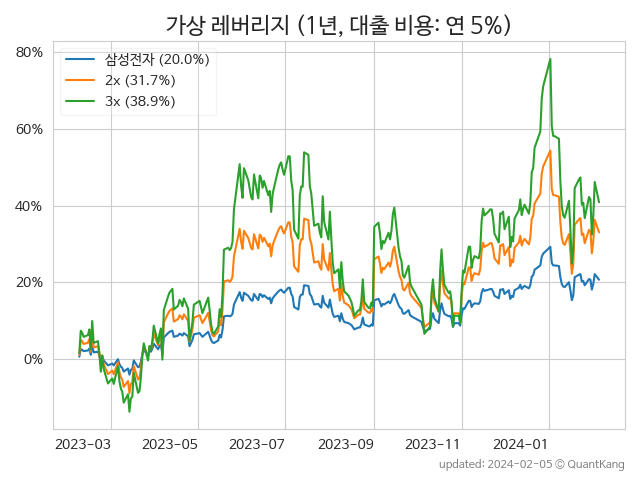 가상 레버리지 (1년, 대출 비용: 연 5%)
삼성전자 (20.0%)
2x (31.7%)
3x (38.9%)
80%
60%
40%
20%
0%
2023-03 2023-05 2023-07 2023-09 2023-11 2024-01
updated: 2024-02-05 © QuantKang